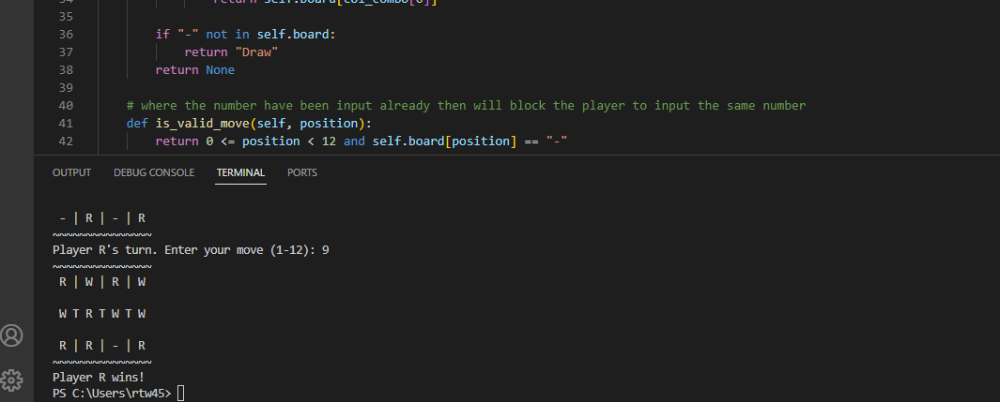 34 return self.board[col_combo[0]]
35
36 if "-" not in self.board:
37 return "Draw"
38 return None
39
40 # where the number have been input already then will block the player to input the same number
41 def is_valid_move(self, position):
42 return 0 <= position < 12 and self.board[position] == "-"
OUTPUT DEBUG CONSOLE TERMINAL PORTS
- | R | - | R
~~~~~~~~~~~~~~~
Player R's turn. Enter your move (1-12): 9
~~~~~~~~~~~~~~~
R | W | R | W
W T R T W T W
R | R | - | R
~~~~~~~~~~~~~~~
Player R wins!
PS C:\Users\rtw45>